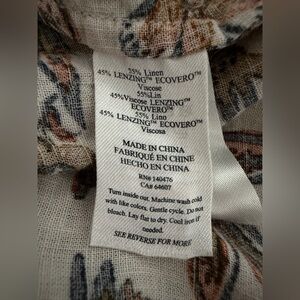 55% Linen
45% LENZING™ ECOVERO™
Viscose
55%Lin
45%Viscose LENZING™
ECOVERO™
55% Lino
45% LENZING™ ECOVERO™
Viscosa
MADE IN CHINA
FABRIQUÉ EN CHINE
HECHO EN CHINA
RN# 140476
CA# 64607
Turn inside out. Machine wash cold
with like colors. Gentle cycle. Do not
bleach. Lay flat to dry. Cool iron if
needed.
SEE REVERSE FOR MORE